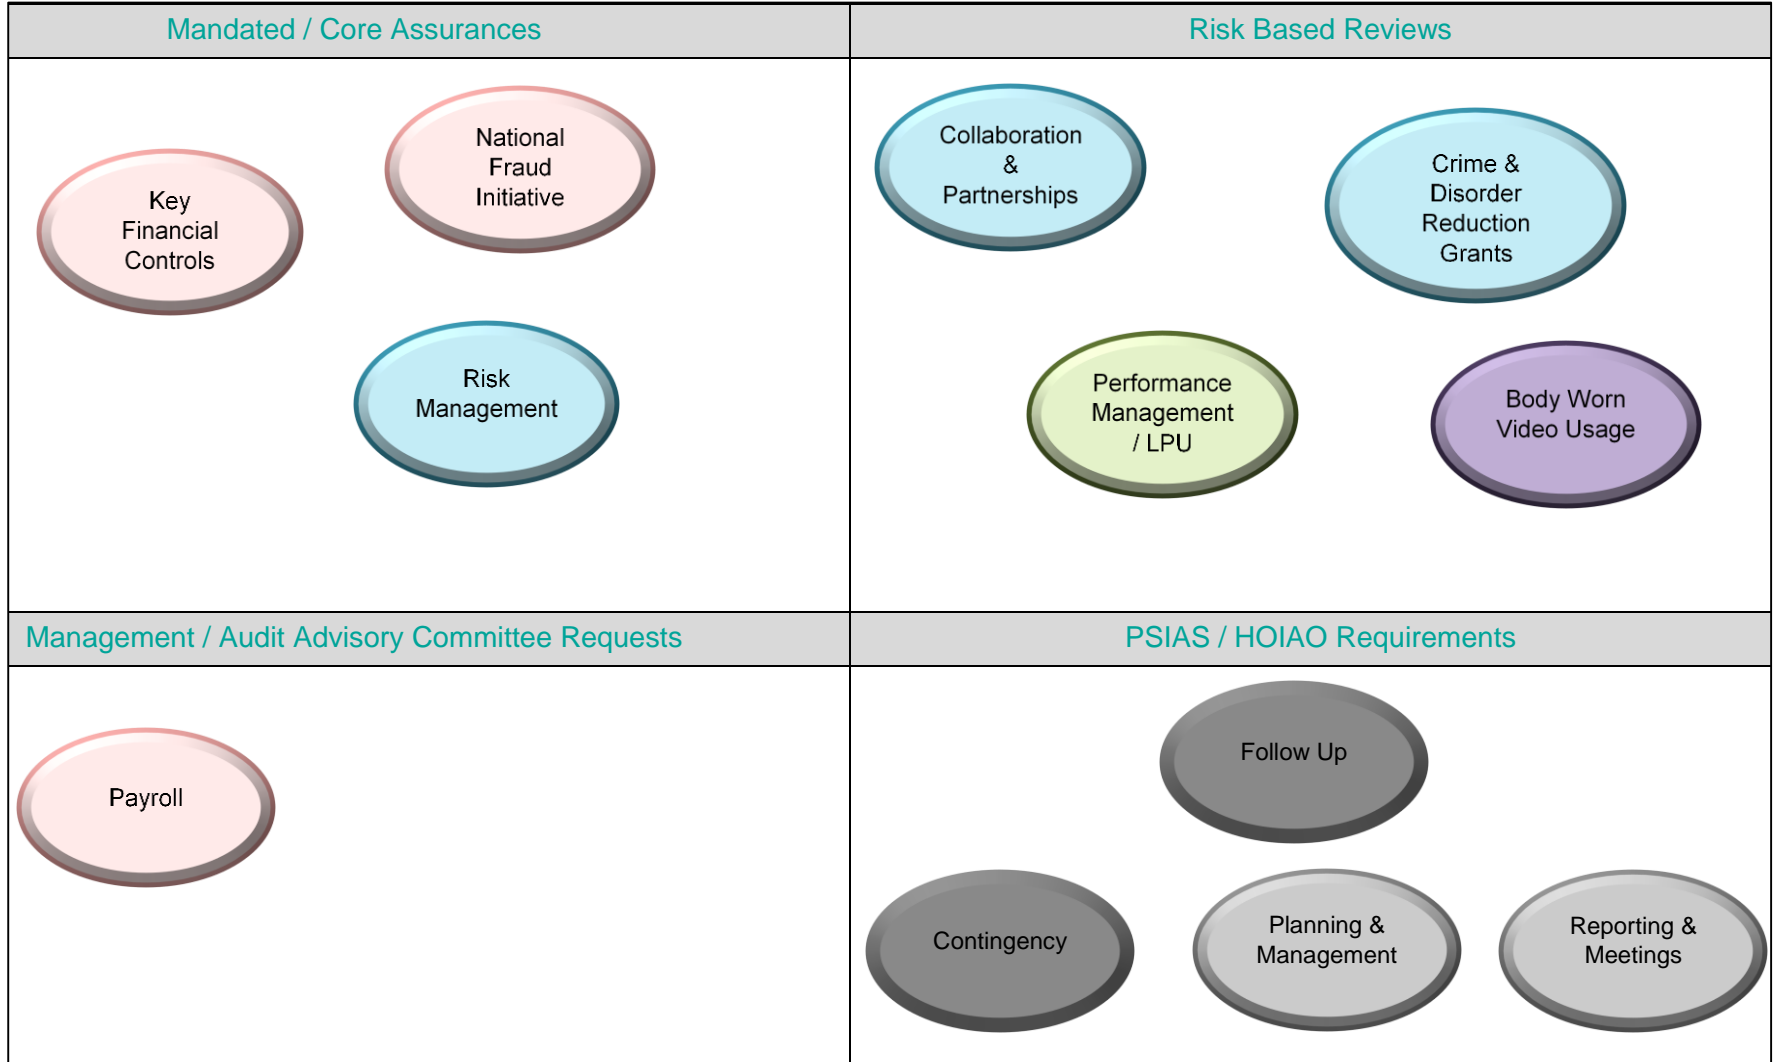 Mandated / Core Assurances
Risk Based Reviews
Key
Financial
Controls
National
Fraud
Initiative
Risk
Management
Collaboration
&
Partnerships
Crime &
Disorder
Reduction
Grants
Performance
Management
/ LPU
Body Worn
Video Usage
Management / Audit Advisory Committee Requests
PSIAS / HOIAO Requirements
Payroll
Follow Up
Contingency
Planning &
Management
Reporting &
Meetings